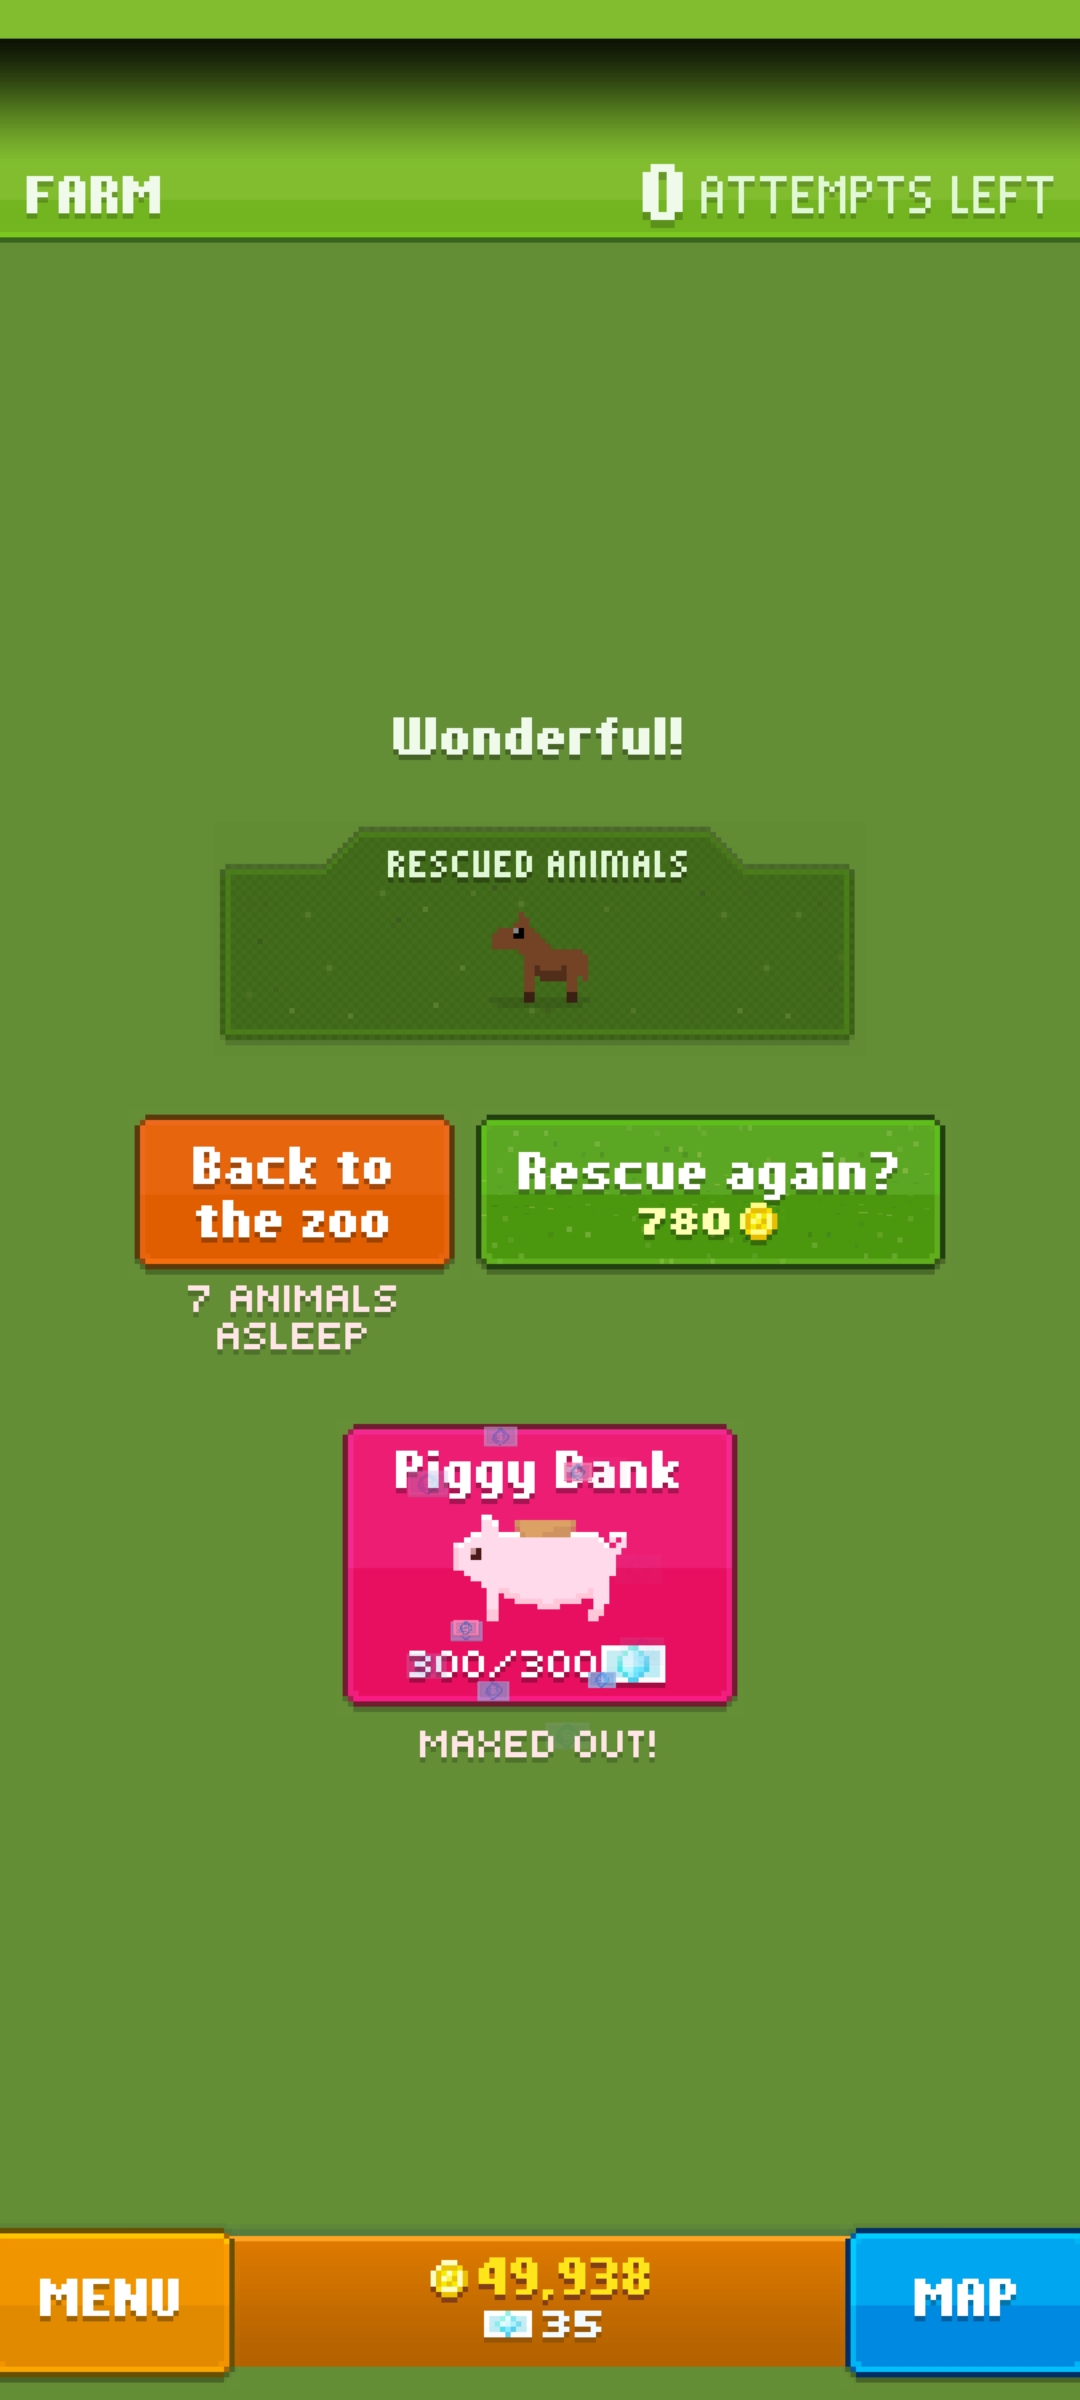 FARM
0 ATTEMPTS LEFT
Wonderful!
RESCUED ANIMALS
Back to
the zoo
Rescue again?
780
7 ANIMALS
ASLEEP
Piggy Bank
300/300
MAXED OUT!
MENU
49,938
35
MAP